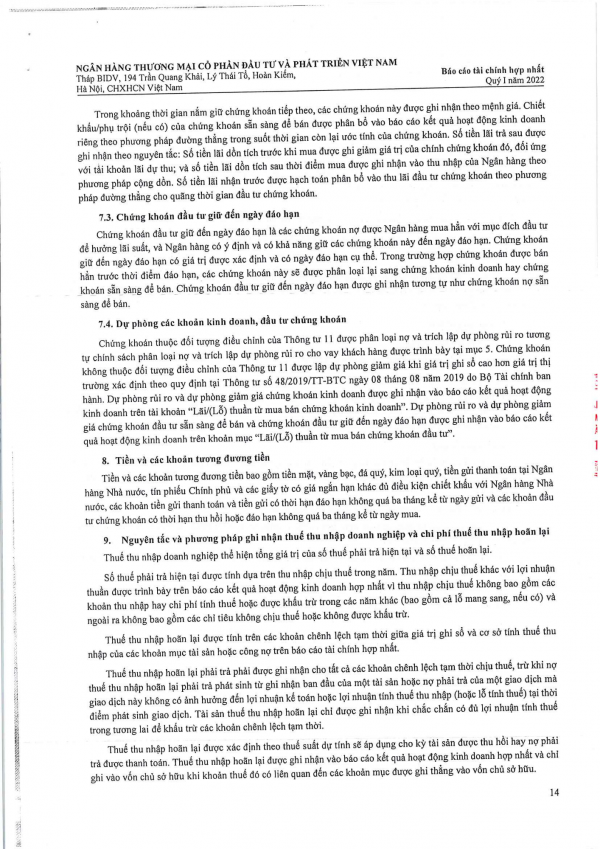 NGÂN HÀNG THƯƠNG MẠI CỔ PHẦN ĐẦU TƯ VÀ PHÁT TRIỂN VIỆT NAM
Tháp BIDV, 194 Trần Quang Khải, Lý Thái Tổ, Hoàn Kiếm,
Hà Nội, CHXHCN Việt Nam
Báo cáo tài chính hợp nhất
Quý I năm 2022
Trong khoảng thời gian nắm giữ chứng khoán tiếp theo, các chứng khoán này được ghi nhận theo mệnh giá. Chiết
khấu/phụ trội (nếu có) của chứng khoán sẵn sàng để bán được phân bổ vào báo cáo kết quả hoạt động kinh doanh
riêng theo phương pháp đường thẳng trong suốt thời gian còn lại ước tính của chứng khoán. Số tiền lãi trả sau được
ghi nhận theo nguyên tắc: Số tiền lãi dồn tích trước khi mua được ghi giảm giá trị của chính chứng khoán đó, đối ứng
với tài khoản lãi dự thu; và số tiền lãi dồn tích sau thời điểm mua được ghi nhận vào thu nhập của Ngân hàng theo
phương pháp cộng dồn. Số tiền lãi nhận trước được hạch toán phân bổ vào thu lãi đầu tư chứng khoán theo phương
pháp đường thẳng cho quãng thời gian đầu tư chứng khoán.
7.3. Chứng khoán đầu tư giữ đến ngày đáo hạn
Chứng khoán đầu tư giữ đến ngày đáo hạn là các chứng khoán nợ được Ngân hàng mua hẳn với mục đích đầu tư
để hưởng lãi suất, và Ngân hàng có ý định và có khả năng giữ các chứng khoán này đến ngày đáo hạn. Chứng khoán
giữ đến ngày đáo hạn có giá trị được xác định và có ngày đáo hạn cụ thể. Trong trường hợp chứng khoán được bán
hẳn trước thời điểm đáo hạn, các chứng khoán này sẽ được phân loại lại sang chứng khoán kinh doanh hay chứng
khoán sẵn sàng để bán. Chứng khoán đầu tư giữ đến ngày đáo hạn được ghi nhận tương tự như chứng khoán nợ sẵn
sàng để bán.
7.4. Dự phòng các khoản kinh doanh, đầu tư chứng khoán
Chứng khoán thuộc đối tượng điều chỉnh của Thông tư 11 được phân loại nợ và trích lập dự phòng rủi ro tương
tự chính sách phân loại nợ và trích lập dự phòng rủi ro cho vay khách hàng được trình bày tại mục 5. Chứng khoán
không thuộc đối tượng điều chỉnh của Thông tư 11 được lập dự phòng giảm giá khi giá trị ghi sổ cao hơn giá trị thị
trường xác định theo quy định tại Thông tư số 48/2019/TT-BTC ngày 08 tháng 08 năm 2019 do Bộ Tài chính ban
hành. Dự phòng rủi ro và dự phòng giảm giá chứng khoán kinh doanh được ghi nhận vào báo cáo kết quả hoạt động
kinh doanh trên tài khoản “Lãi/(Lỗ) thuần từ mua bán chứng khoán kinh doanh”. Dự phòng rủi ro và dự phòng giảm
giá chứng khoán đầu tư sẵn sàng để bán và chứng khoán đầu tư giữ đến ngày đáo hạn được ghi nhận vào báo cáo kết
quả hoạt động kinh doanh trên khoản mục “Lãi/(Lỗ) thuần từ mua bán chứng khoán đầu tư”.
8. Tiền và các khoản tương đương tiền
Tiền và các khoản tương đương tiền bao gồm tiền mặt, vàng bạc, đá quý, kim loại quý, tiền gửi thanh toán tại Ngân
hàng Nhà nước, tín phiếu Chính phủ và các giấy tờ có giá ngắn hạn khác đủ điều kiện chiết khấu với Ngân hàng Nhà
nước, các khoản tiền gửi thanh toán và tiền gửi có thời hạn đáo hạn không quá ba tháng kể từ ngày gửi và các khoản đầu
tư chứng khoán có thời hạn thu hồi hoặc đáo hạn không quá ba tháng kể từ ngày mua.
9. Nguyên tắc và phương pháp ghi nhận thuế thu nhập doanh nghiệp và chi phí thuế thu nhập hoãn lại
Thuế thu nhập doanh nghiệp thể hiện tổng giá trị của số thuế phải trả hiện tại và số thuế hoãn lại.
Số thuế phải trả hiện tại được tính dựa trên thu nhập chịu thuế trong năm. Thu nhập chịu thuế khác với lợi nhuận
thuần được trình bày trên báo cáo kết quả hoạt động kinh doanh hợp nhất vì thu nhập chịu thuế không bao gồm các
khoản thu nhập hay chi phí tính thuế hoặc được khấu trừ trong các năm khác (bao gồm cả lỗ mang sang, nếu có) và
ngoài ra không bao gồm các chỉ tiêu không chịu thuế hoặc không được khấu trừ.
Thuế thu nhập hoãn lại được tính trên các khoản chênh lệch tạm thời giữa giá trị ghi sổ và cơ sở tính thuế thu
nhập của các khoản mục tài sản hoặc công nợ trên báo cáo tài chính hợp nhất.
Thuế thu nhập hoãn lại phải trả phải được ghi nhận cho tất cả các khoản chênh lệch tạm thời chịu thuế, trừ khi nợ
thuế thu nhập hoãn lại phải trả phát sinh từ ghi nhận ban đầu của một tài sản hoặc nợ phải trả của một giao dịch mà
giao dịch này không có ảnh hưởng đến lợi nhuận kế toán hoặc lợi nhuận tính thuế thu nhập (hoặc lỗ tính thuế) tại thời
điểm phát sinh giao dịch. Tài sản thuế thu nhập hoãn lại chỉ được ghi nhận khi chắc chắn có đủ lợi nhuận tính thuế
trong tương lai để khấu trừ các khoản chênh lệch tạm thời.
Thuế thu nhập hoãn lại được xác định theo thuế suất dự tính sẽ áp dụng cho kỳ tài sản được thu hồi hay nợ phải
trả được thanh toán. Thuế thu nhập hoãn lại được ghi nhận vào báo cáo kết quả hoạt động kinh doanh hợp nhất và chỉ
ghi vào vốn chủ sở hữu khi khoản thuế đó có liên quan đến các khoản mục được ghi thẳng vào vốn chủ sở hữu.
14